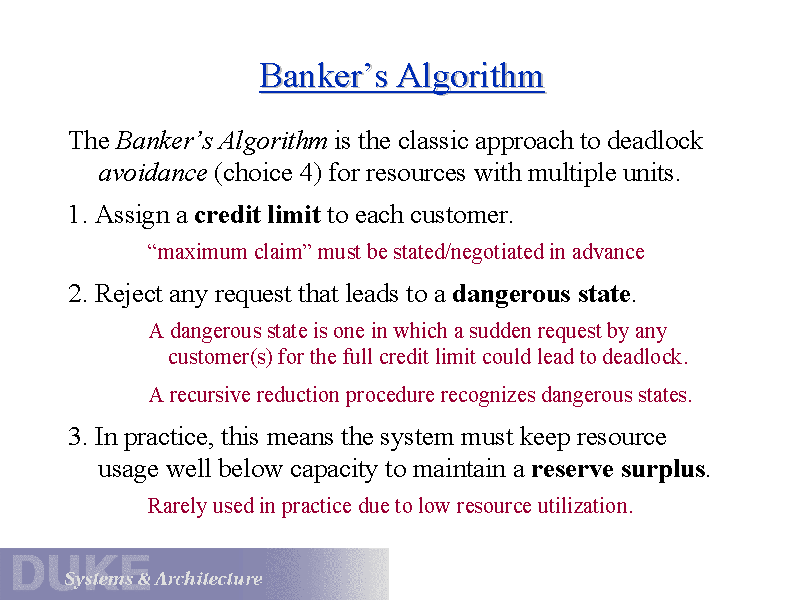 Banker’s Algorithm
The Banker’s Algorithm is the classic approach to deadlock
avoidance (choice 4) for resources with multiple units.
1. Assign a credit limit to each customer.
“maximum claim” must be stated/negotiated in advance
2. Reject any request that leads to a dangerous state.
A dangerous state is one in which a sudden request by any
customer(s) for the full credit limit could lead to deadlock.
A recursive reduction procedure recognizes dangerous states.
3. In practice, this means the system must keep resource
usage well below capacity to maintain a reserve surplus.
Rarely used in practice due to low resource utilization.
DUKE
Systems & Architecture